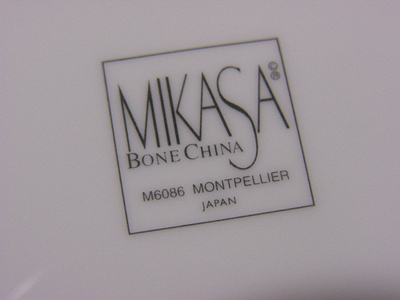 MIKASA ©®
BONE CHINA
M6086 MONTPELLIER
JAPAN